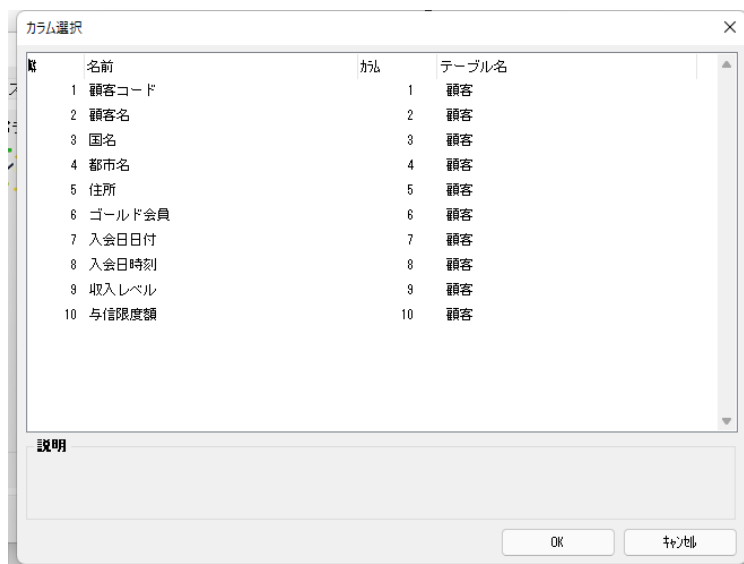 カラム選択
# 名前 ｶﾗﾑ テーブル名
1 顧客コード 1 顧客
2 顧客名 2 顧客
3 国名 3 顧客
4 都市名 4 顧客
5 住所 5 顧客
6 ゴールド会員 6 顧客
7 入会日日付 7 顧客
8 入会日時刻 8 顧客
9 収入レベル 9 顧客
10 与信限度額 10 顧客
説明
OK ｷｬﾝｾﾙ